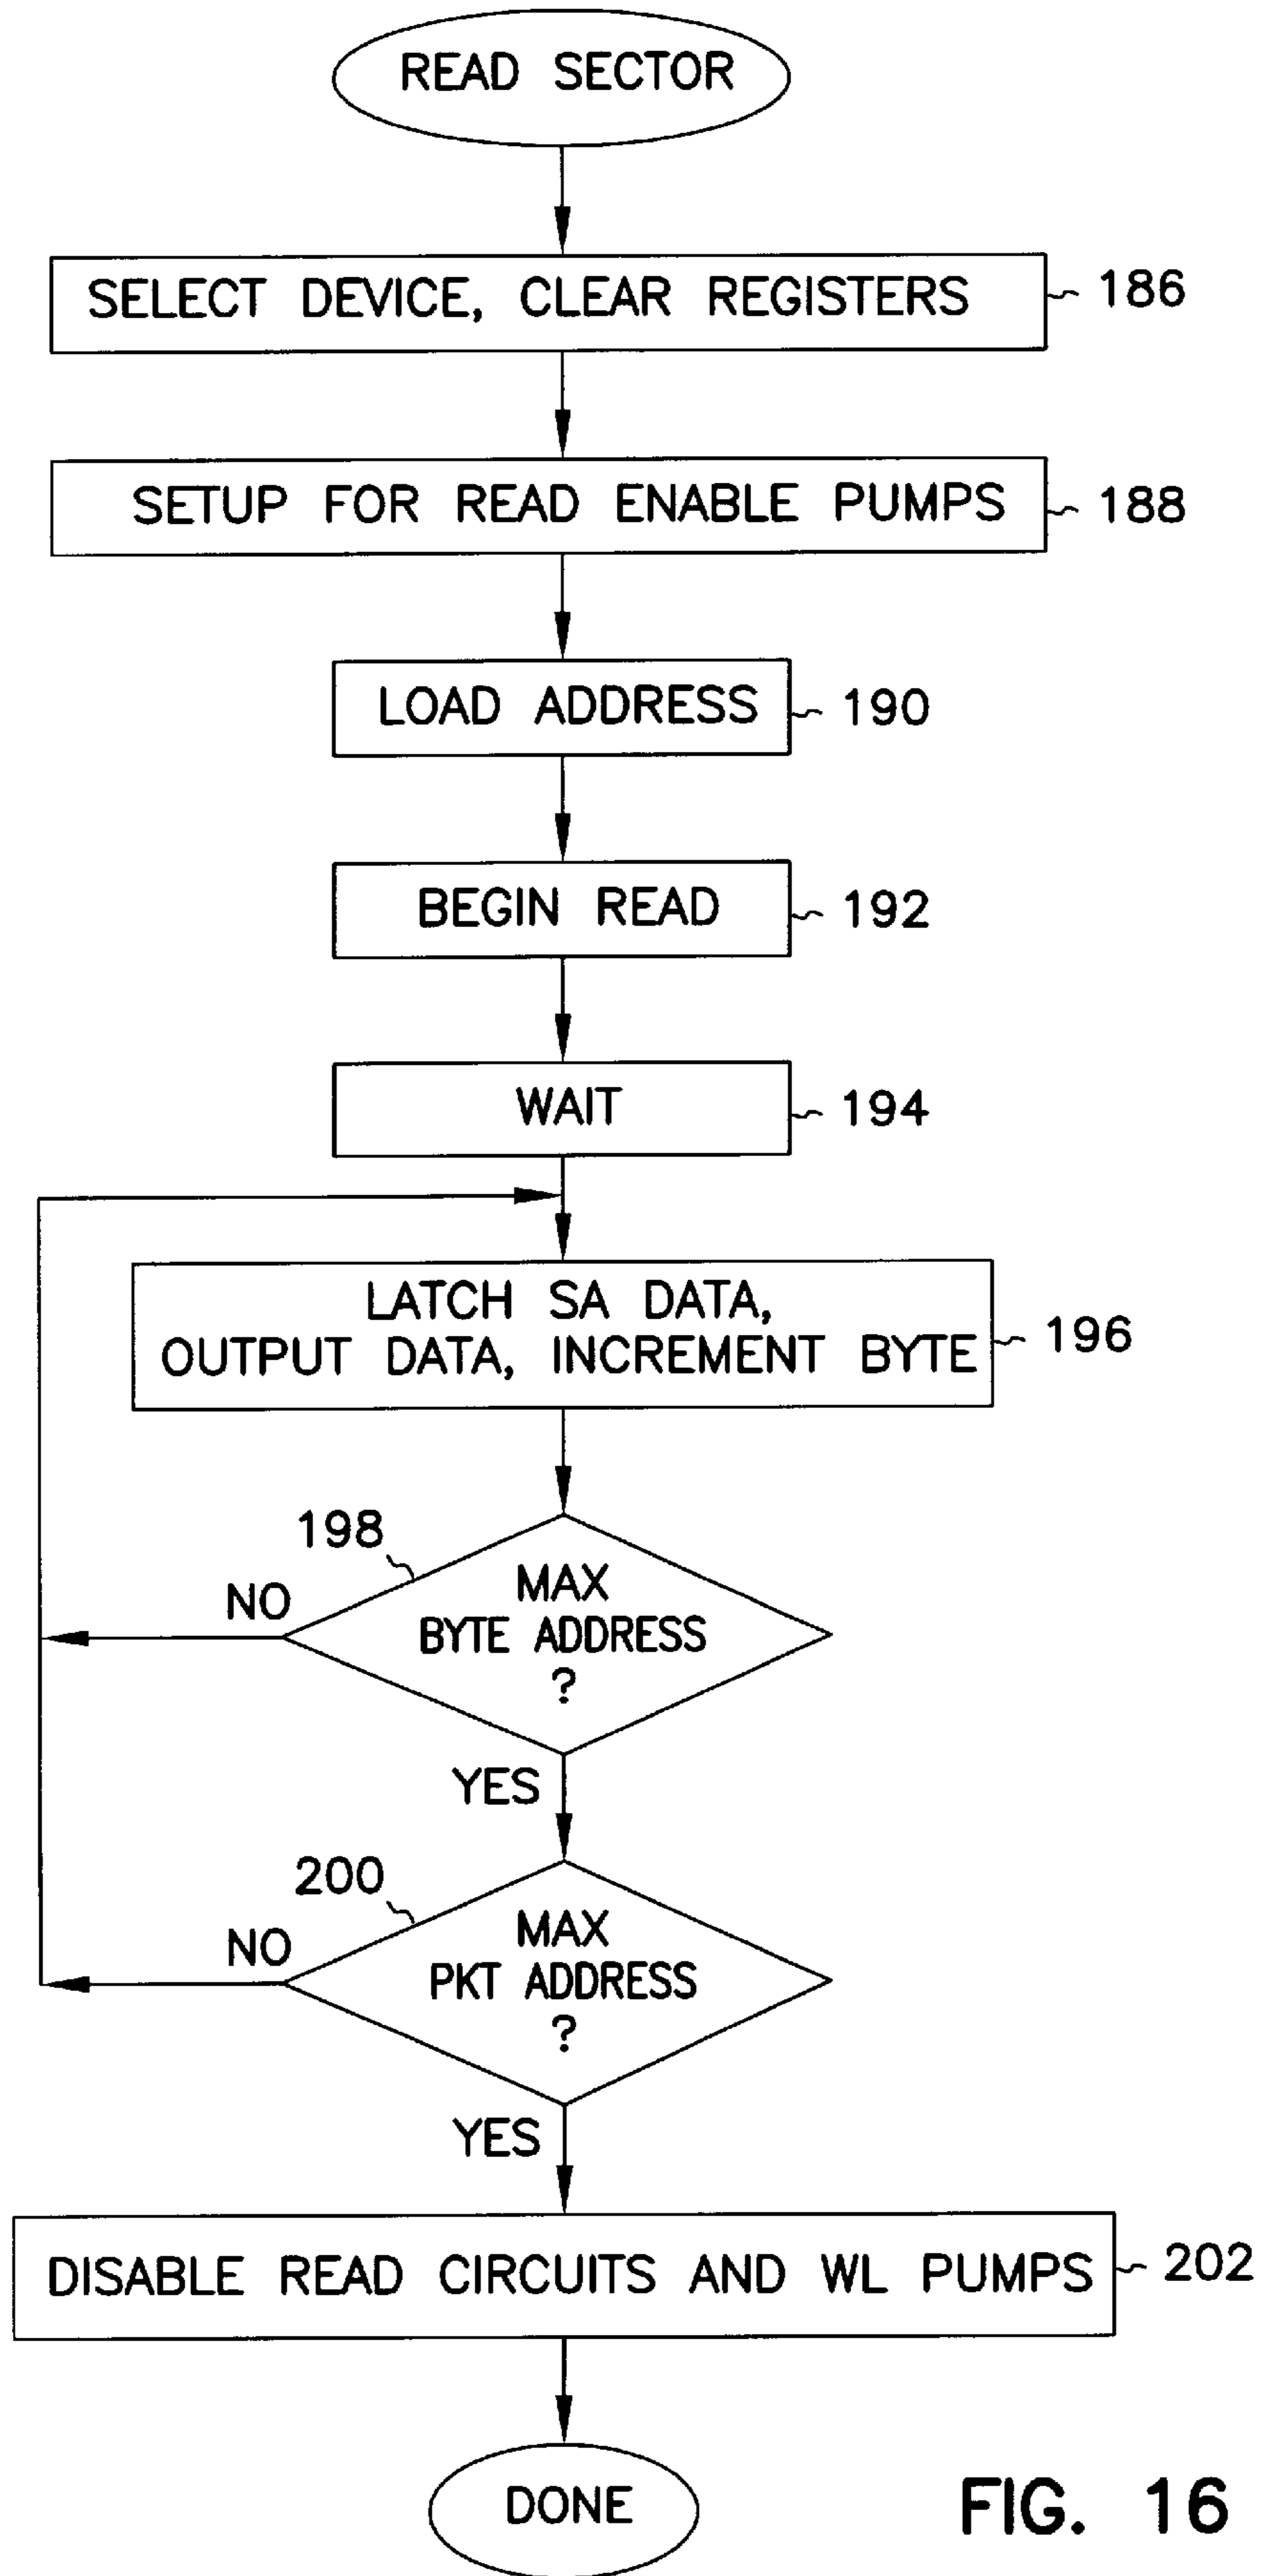 READ SECTOR
SELECT DEVICE, CLEAR REGISTERS
186
SETUP FOR READ ENABLE PUMPS
188
LOAD ADDRESS
190
BEGIN READ
192
WAIT
194
LATCH SA DATA,
OUTPUT DATA, INCREMENT BYTE
196
198
NO
MAX
BYTE ADDRESS
?
YES
200
NO
MAX
PKT ADDRESS
?
YES
DISABLE READ CIRCUITS AND WL PUMPS
202
DONE
FIG. 16